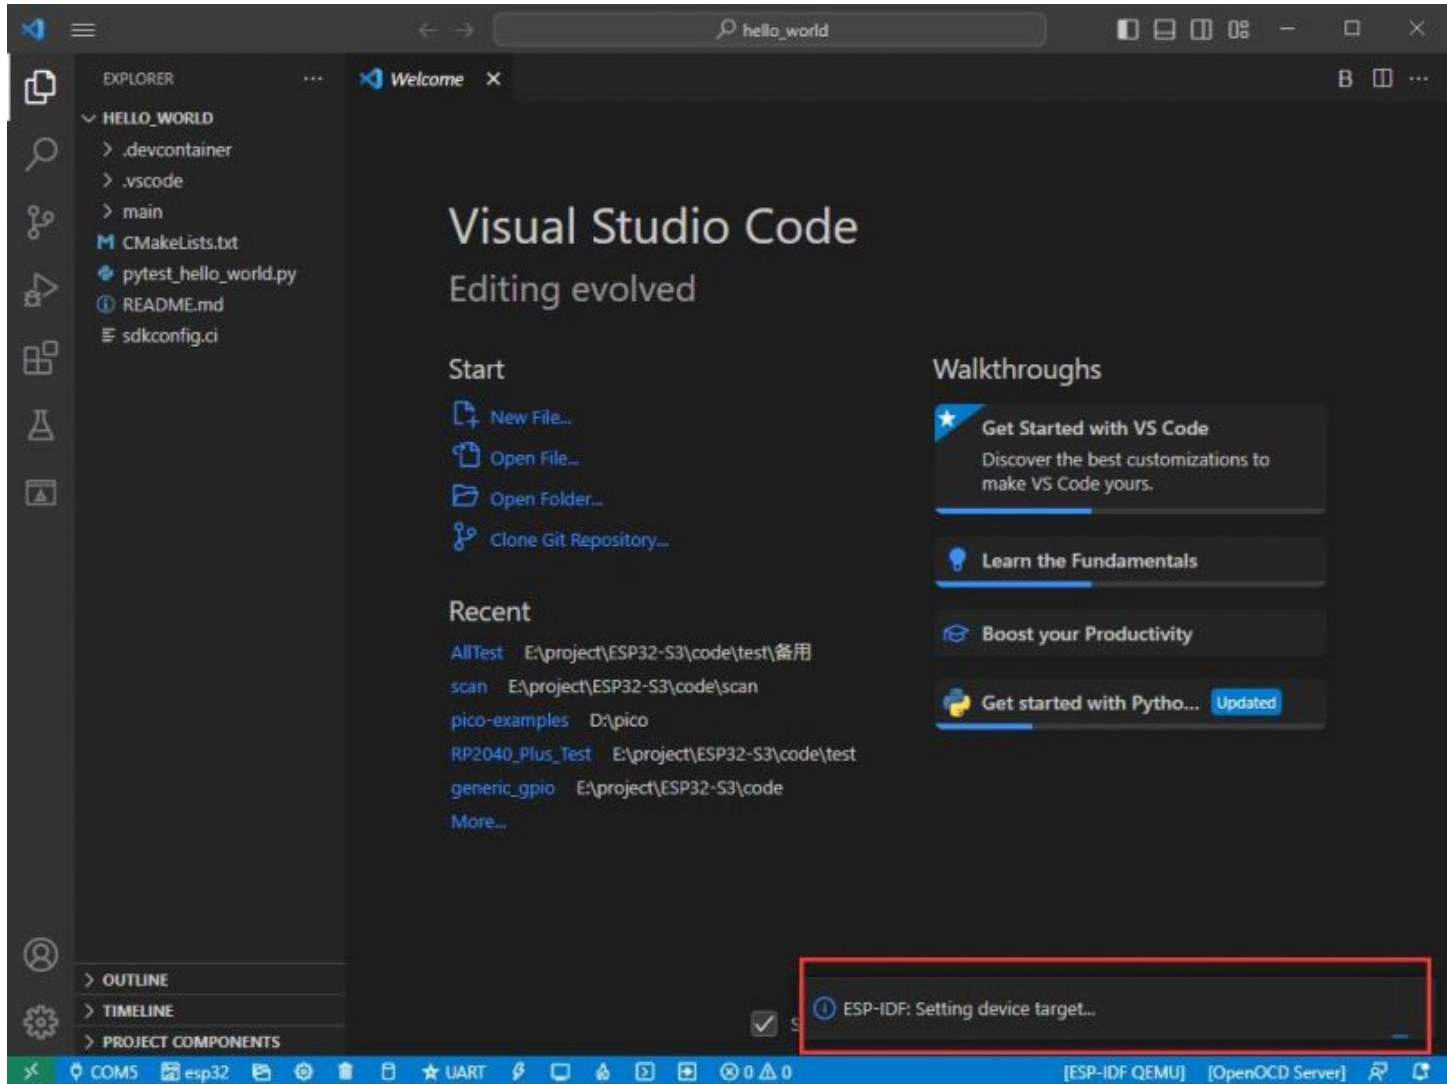 hello_world
EXPLORER
Welcome
HELLO_WORLD
.devcontainer
.vscode
main
CMakeLists.txt
pytest_hello_world.py
README.md
sdkconfig.ci
OUTLINE
TIMELINE
PROJECT COMPONENTS
Visual Studio Code
Editing evolved
Start
New File...
Open File...
Open Folder...
Clone Git Repository...
Recent
AllTest E:\project\ESP32-S3\code\test\备用
scan E:\project\ESP32-S3\code\scan
pico-examples D:\pico
RP2040_Plus_Test E:\project\ESP32-S3\code\test
generic_gpio E:\project\ESP32-S3\code
More...
Walkthroughs
Get Started with VS Code
Discover the best customizations to
make VS Code yours.
Learn the Fundamentals
Boost your Productivity
Get started with Pytho... Updated
ESP-IDF: Setting device target...
COM5 esp32 UART 0 0 [ESP-IDF QEMU] [OpenOCD Server]